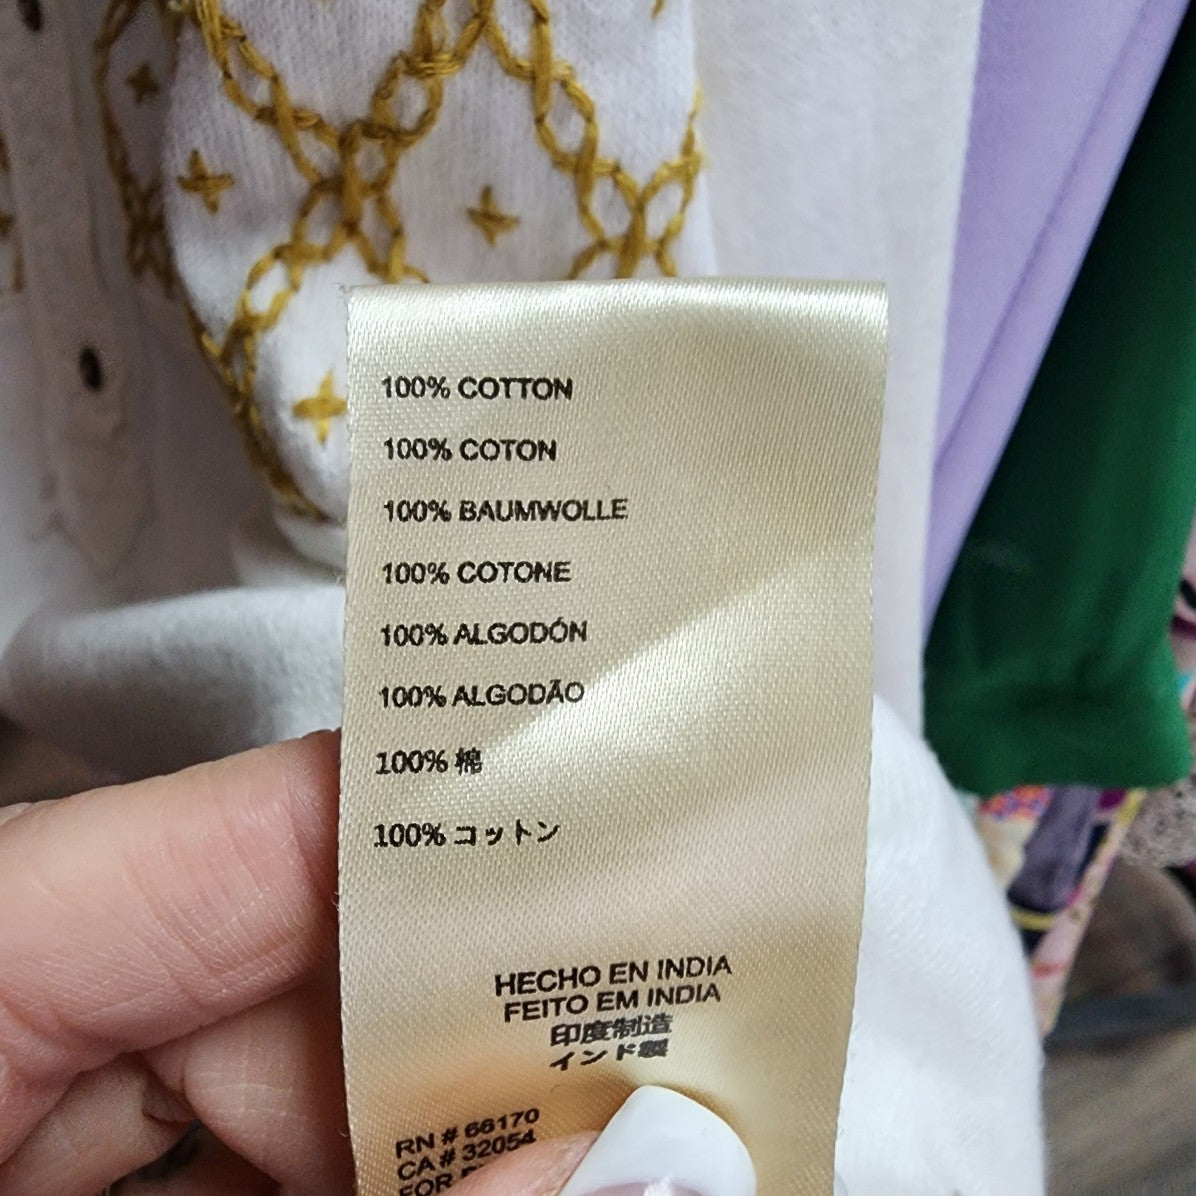 100% COTTON
100% COTON
100% BAUMWOLLE
100% COTONE
100% ALGODÓN
100% ALGODÃO
100% 棉
100% コットン
HECHO EN INDIA
FEITO EM INDIA
印度制造
インド製
RN # 66170
CA # 32054
FOR